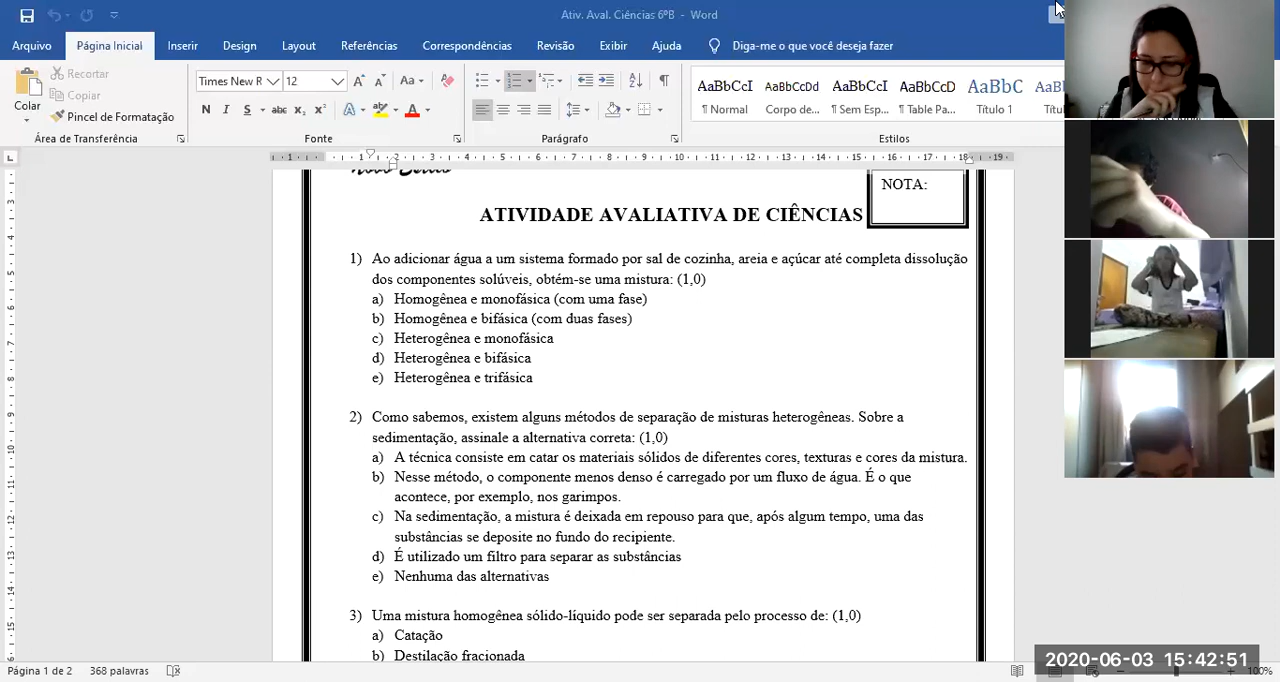 Ativ. Aval. Ciências 6ºB - Word
Arquivo Página Inicial Inserir Design Layout Referências Correspondências Revisão Exibir Ajuda Diga-me o que você deseja fazer
Colar
Recortar
Copiar
Pincel de Formatação
Área de Transferência
Times New R 12
Fonte
Parágrafo
AaBbCcI AaBbCcDd AaBbCcI AaBbCcD AaBbC
¶ Normal Corpo de... ¶ Sem Esp... ¶ Table Pa... Título 1
Estilos
NOTA:
ATIVIDADE AVALIATIVA DE CIÊNCIAS
1) Ao adicionar água a um sistema formado por sal de cozinha, areia e açúcar até completa dissolução
dos componentes solúveis, obtém-se uma mistura: (1,0)
a) Homogênea e monofásica (com uma fase)
b) Homogênea e bifásica (com duas fases)
c) Heterogênea e monofásica
d) Heterogênea e bifásica
e) Heterogênea e trifásica
2) Como sabemos, existem alguns métodos de separação de misturas heterogêneas. Sobre a
sedimentação, assinale a alternativa correta: (1,0)
a) A técnica consiste em catar os materiais sólidos de diferentes cores, texturas e cores da mistura.
b) Nesse método, o componente menos denso é carregado por um fluxo de água. É o que
acontece, por exemplo, nos garimpos.
c) Na sedimentação, a mistura é deixada em repouso para que, após algum tempo, uma das
substâncias se deposite no fundo do recipiente.
d) É utilizado um filtro para separar as substâncias
e) Nenhuma das alternativas
3) Uma mistura homogênea sólido-líquido pode ser separada pelo processo de: (1,0)
a) Catação
b) Destilação fracionada
Página 1 de 2 368 palavras
100%
2020-06-03 15:42:51